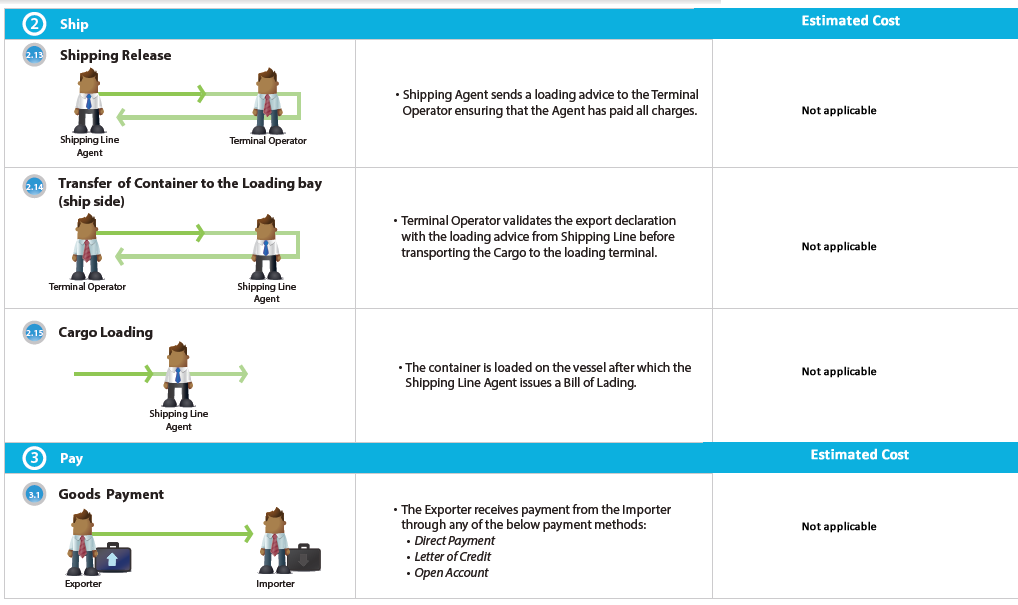 2 Ship Estimated Cost
2.13 Shipping Release
Shipping Line
Agent
Terminal Operator
• Shipping Agent sends a loading advice to the Terminal
Operator ensuring that the Agent has paid all charges.
Not applicable
2.14 Transfer of Container to the Loading bay
(ship side)
Terminal Operator
Shipping Line
Agent
• Terminal Operator validates the export declaration
with the loading advice from Shipping Line before
transporting the Cargo to the loading terminal.
Not applicable
2.15 Cargo Loading
Shipping Line
Agent
• The container is loaded on the vessel after which the
Shipping Line Agent issues a Bill of Lading.
Not applicable
3 Pay Estimated Cost
3.1 Goods Payment
Exporter
Importer
• The Exporter receives payment from the Importer
through any of the below payment methods:
• Direct Payment
• Letter of Credit
• Open Account
Not applicable